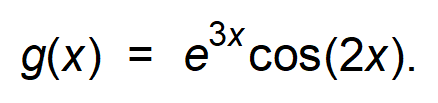 g(x) = e^{3x} cos(2x).